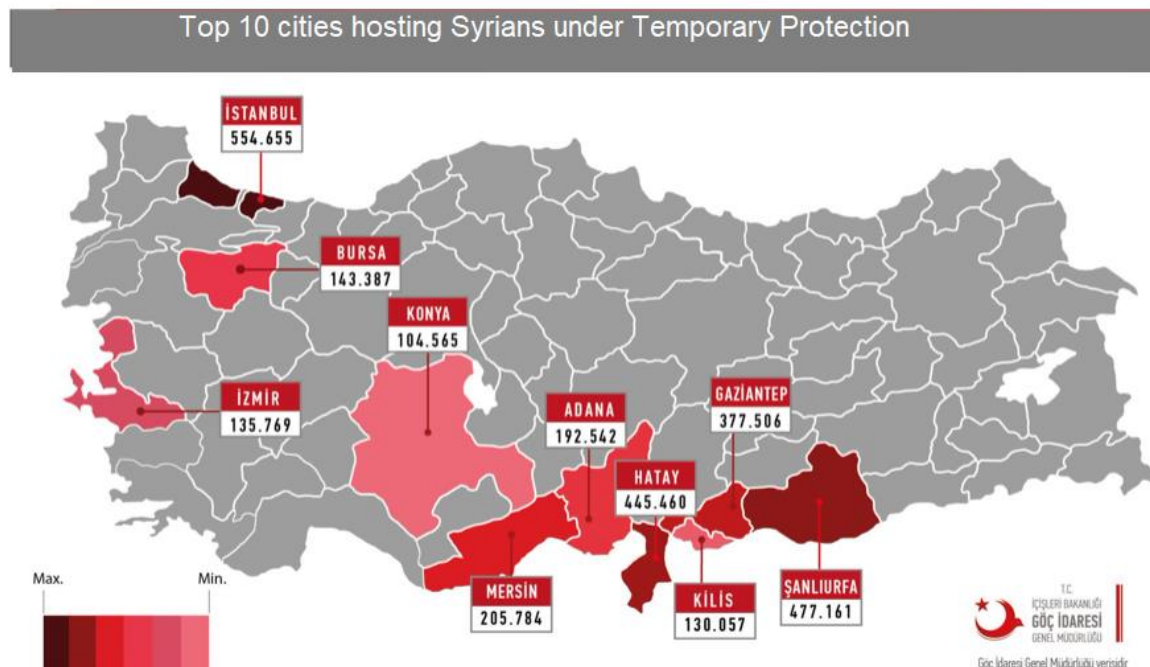 Top 10 cities hosting Syrians under Temporary Protection
İSTANBUL
554.655
BURSA
143.387
KONYA
104.565
İZMİR
135.769
ADANA
192.542
GAZİANTEP
377.506
HATAY
445.460
MERSİN
205.784
KİLİS
130.057
ŞANLIURFA
477.161
Max.
Min.
T.C.
İÇİŞLERİ BAKANLIĞI
GÖÇ İDARESİ
GENEL MÜDÜRLÜĞÜ
Göç İdaresi Genel Müdürlüğü verisidir